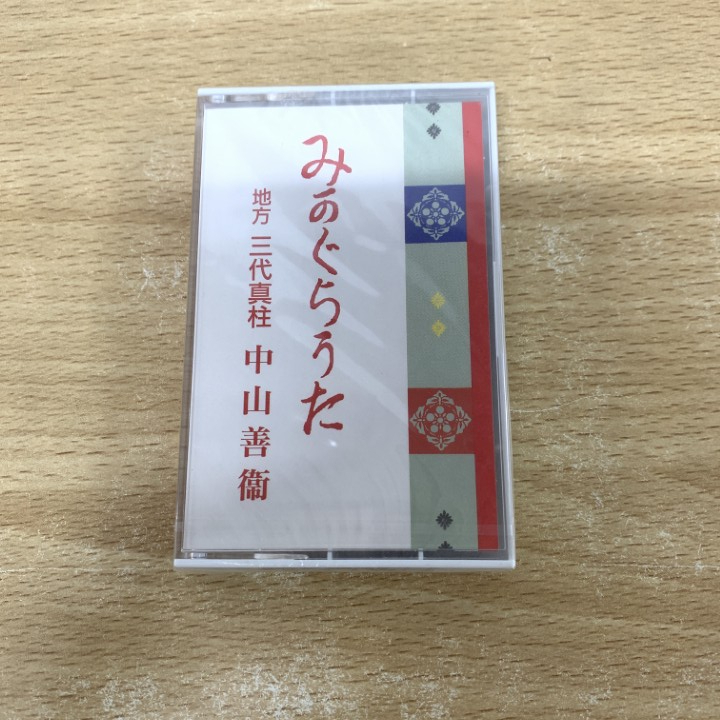 みかぐらうた
地方 三代真柱 中山善衞